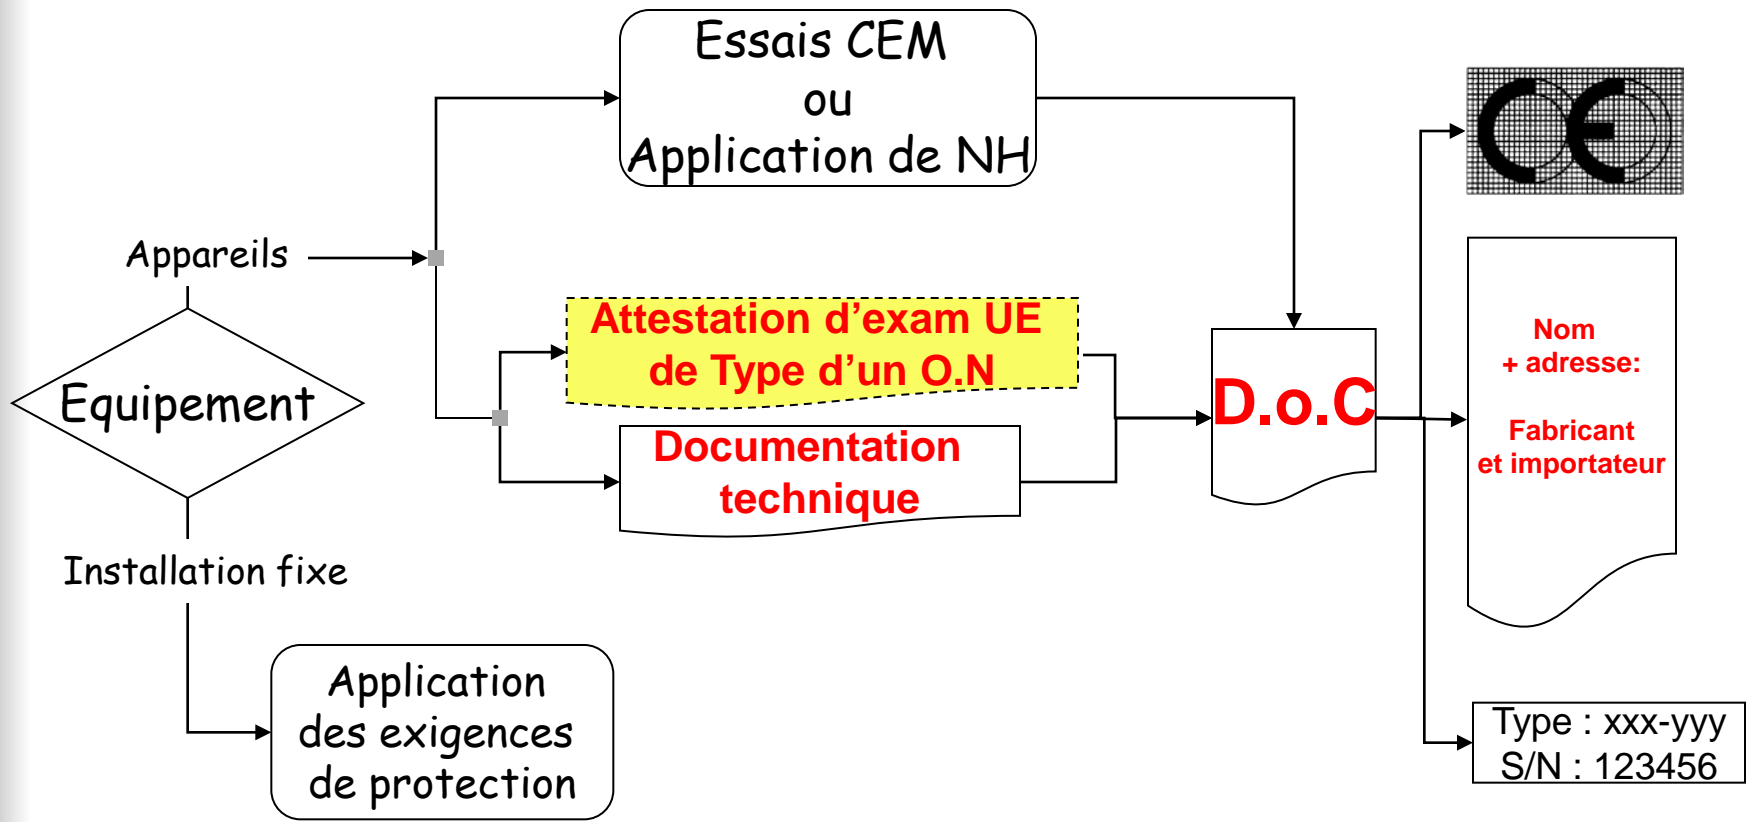 Essais CEM
ou
Application de NH
CE
Appareils
Attestation d’exam UE
de Type d’un O.N
Nom
+ adresse:
Fabricant
et importateur
Equipement
D.o.C
Documentation
technique
Installation fixe
Application
des exigences
de protection
Type : xxx-yyy
S/N : 123456